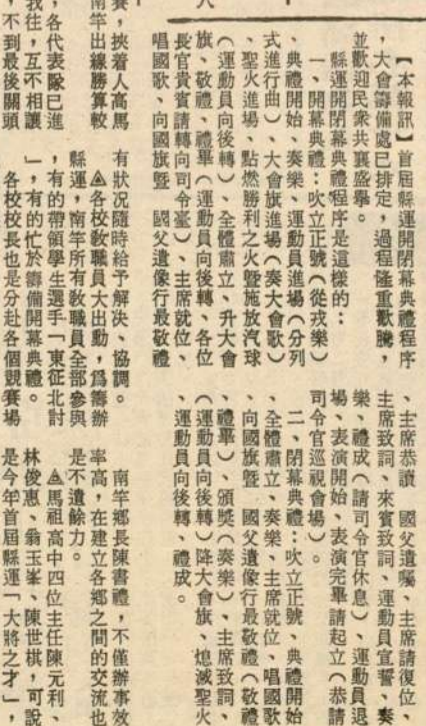 【本報訊】首屆縣運開閉幕典禮程序
，大會籌備處已排定，過程隆重歡騰，
並歡迎民衆共襄盛舉。
縣運開閉幕典禮程序是這樣的：
一、開幕典禮：吹立正號（從戎樂）
、典禮開始、奏樂、運動員進場（分列
式進行曲）、大會旗進場（奏大會歌）
、聖火進場、點燃勝利之火暨施放汽球
（運動員向後轉）、全體肅立、升大會
旗、敬禮、禮畢（運動員向後轉、各位
長官貴賓請轉向司令臺）、主席就位、
唱國歌、向國旗暨　國父遺像行最敬禮
、主席恭讀　國父遺囑、主席請復位、
主席致詞、來賓致詞、運動員宣誓、奏
樂、禮成（請司令官休息）、運動員退
場、表演開始、表演完畢請起立（恭請
司令官巡視會場）。
二、閉幕典禮：吹立正號、典禮開始
、全體肅立、奏樂、主席就位、唱國歌
、向國旗暨　國父遺像行最敬禮（敬禮
、禮畢）、頒獎（奏樂）、主席致詞、
（運動員向後轉）降大會旗、熄滅聖火
、運動員向後轉、禮成。
賽，挾着人高馬
南竿出線勝算較
，各代表隊已進
我往，互不相讓
，不到最後關頭
有狀況隨時給予解決、協調。
△各校敎職員大出動，爲籌辦
縣運，南竿所有敎職員全部參與
，有的帶領學生選手「東征北討
」，有的忙於籌備開幕典禮。
各校校長也是分赴各個競賽場
南竿鄉長陳書禮，不僅辦事效
率高，在建立各鄉之間的交流也
是不遺餘力。
△馬祖高中四位主任陳元利、
林俊惠、翁玉峯、陳世棋，可說
是今年首屆縣運「大將之才」，